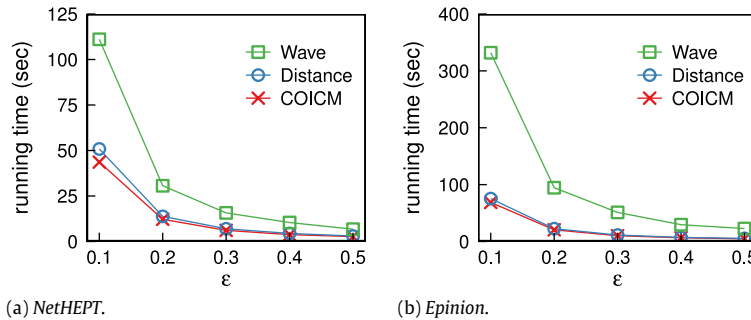 running time (sec)
125
100
75
50
25
0
Wave
Distance
COICM
0.1 0.2 0.3 0.4 0.5
ε
(a) NetHEPT.
running time (sec)
400
300
200
100
0
Wave
Distance
COICM
0.1 0.2 0.3 0.4 0.5
ε
(b) Epinion.